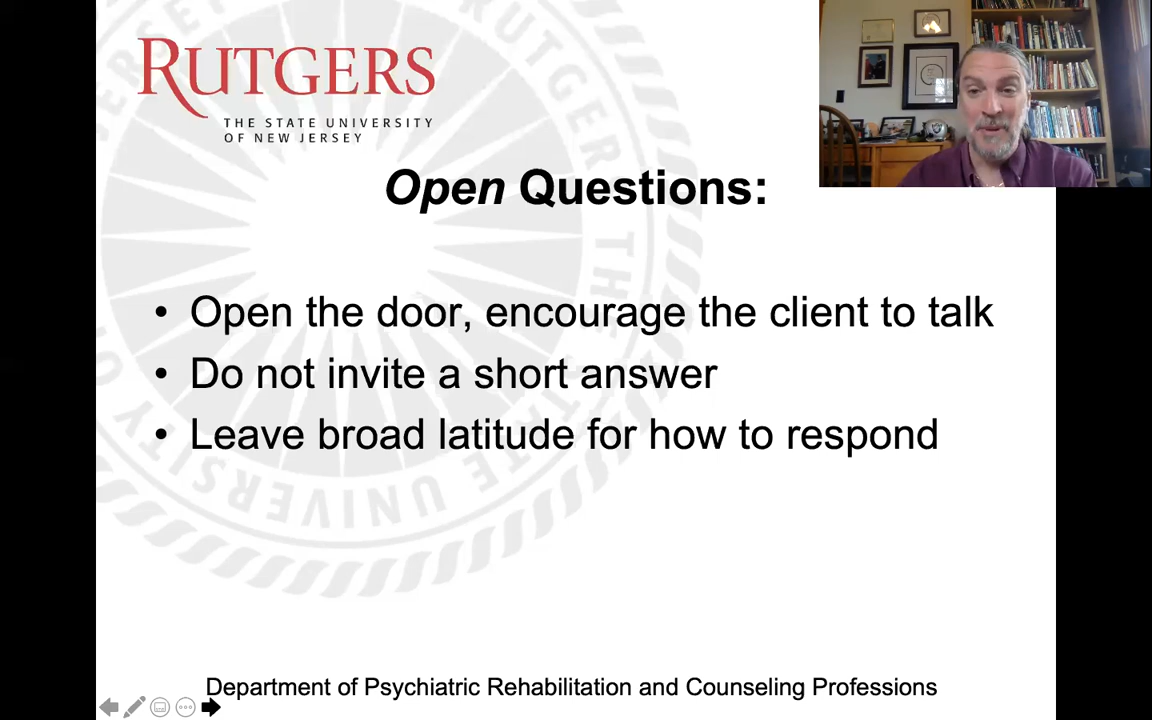 RUTGERS
THE STATE UNIVERSITY
OF NEW JERSEY
Open Questions:
• Open the door, encourage the client to talk
• Do not invite a short answer
• Leave broad latitude for how to respond
Department of Psychiatric Rehabilitation and Counseling Professions